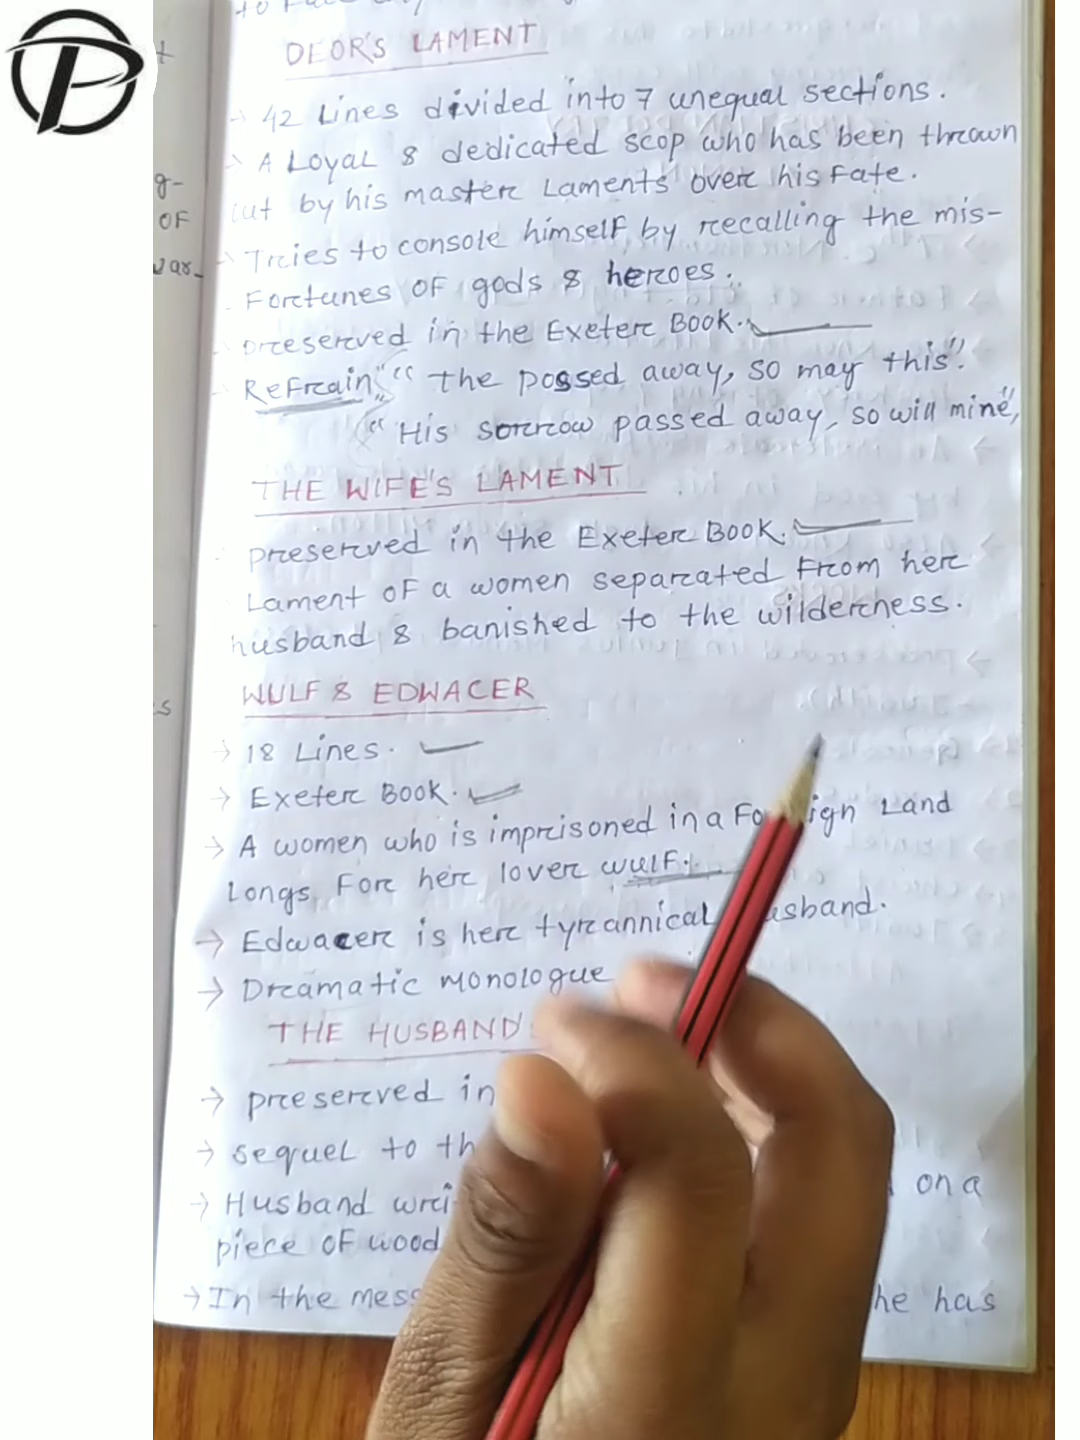 to
DEOR'S LAMENT
→ 42 Lines divided into 7 unequal sections.
→ A Loyal & dedicated scop who has been thrown
out by his master Laments over his Fate.
→ Tries to console himself by recalling the mis-
Fortunes OF gods & heroes.
preserved in the Exeter BOOK.
Refrain "the possed away, so may this".
"His sorrow passed away, so will mine"
THE WIFE'S LAMENT
preserved in the Exeter BOOK.
Lament OF a women separated From her
husband & banished to the wilderness.
WULF & EDWACER
→ 18 Lines.
→ Exeter BOOK.
→ A women who is imprisoned in a Fo ign Land
Longs For her lover wulF.
→ Edwacer is her tyrannical usband.
→ Dramatic monologue
THE HUSBAND'
→ preserved in
→ sequel to th
→ Husband wri on a
piece OF wood
→ In the mess he has
g-
OF
var-
s
t
P